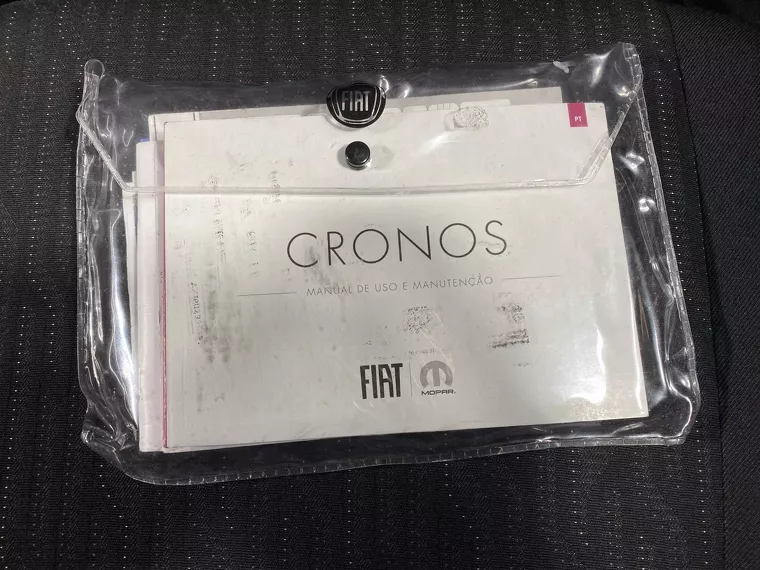 FIAT
PT
CRONOS
MANUAL DE USO E MANUTENÇÃO
FIAT
MOPAR